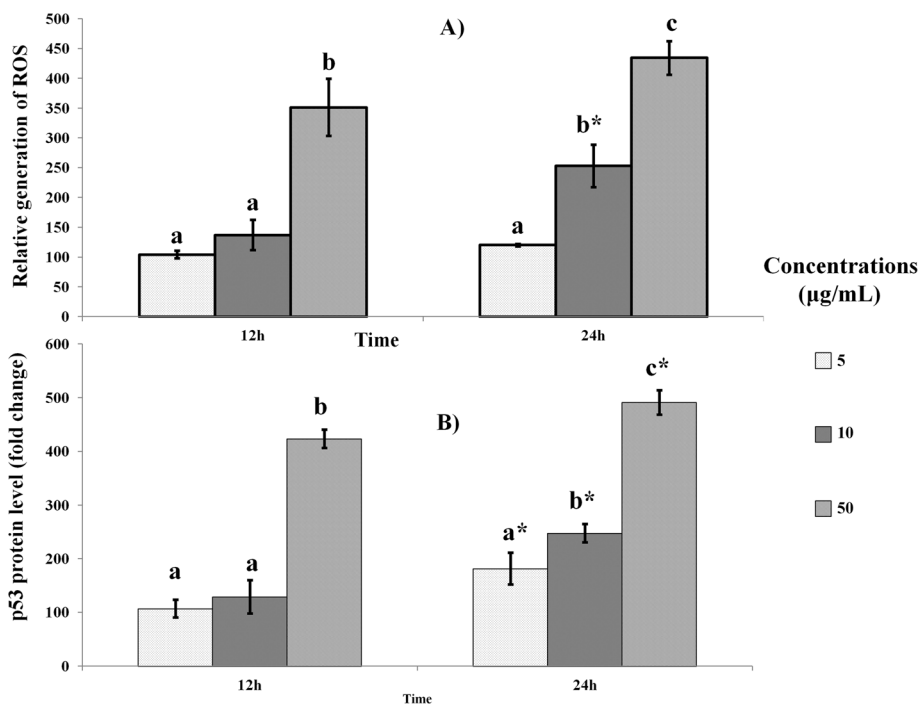 Relative generation of ROS
500
450
400
350
300
250
200
150
100
50
0
A)
a
a
b
a
b*
c
12h
24h
Time
p53 protein level (fold change)
600
500
400
300
200
100
0
B)
a
a
b
a*
b*
c*
12h
24h
Time
Concentrations
(μg/mL)
5
10
50